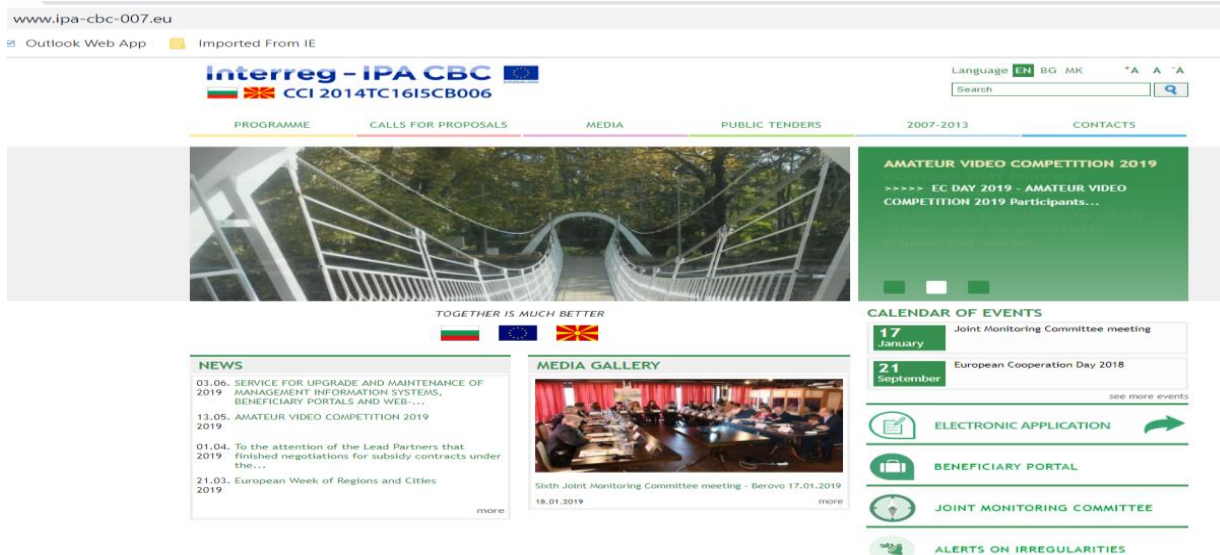 www.ipa-cbc-007.eu
Outlook Web App Imported From IE
Interreg - IPA CBC
CCI 2014TC16I5CB006
Language EN BG MK +A A -A
Search
PROGRAMME CALLS FOR PROPOSALS MEDIA PUBLIC TENDERS 2007-2013 CONTACTS
AMATEUR VIDEO COMPETITION 2019
>>>>> EC DAY 2019 - AMATEUR VIDEO
COMPETITION 2019 Participants...
TOGETHER IS MUCH BETTER
NEWS
03.06. SERVICE FOR UPGRADE AND MAINTENANCE OF
2019 MANAGEMENT INFORMATION SYSTEMS,
BENEFICIARY PORTALS AND WEB-...
13.05. AMATEUR VIDEO COMPETITION 2019
2019
01.04. To the attention of the Lead Partners that
2019 finished negotiations for subsidy contracts under
the...
21.03. European Week of Regions and Cities
2019
more
MEDIA GALLERY
Sixth Joint Monitoring Committee meeting - Berovo 17.01.2019
18.01.2019 more
CALENDAR OF EVENTS
17 Joint Monitoring Committee meeting
January
21 European Cooperation Day 2018
September
see more events
ELECTRONIC APPLICATION
BENEFICIARY PORTAL
JOINT MONITORING COMMITTEE
ALERTS ON IRREGULARITIES